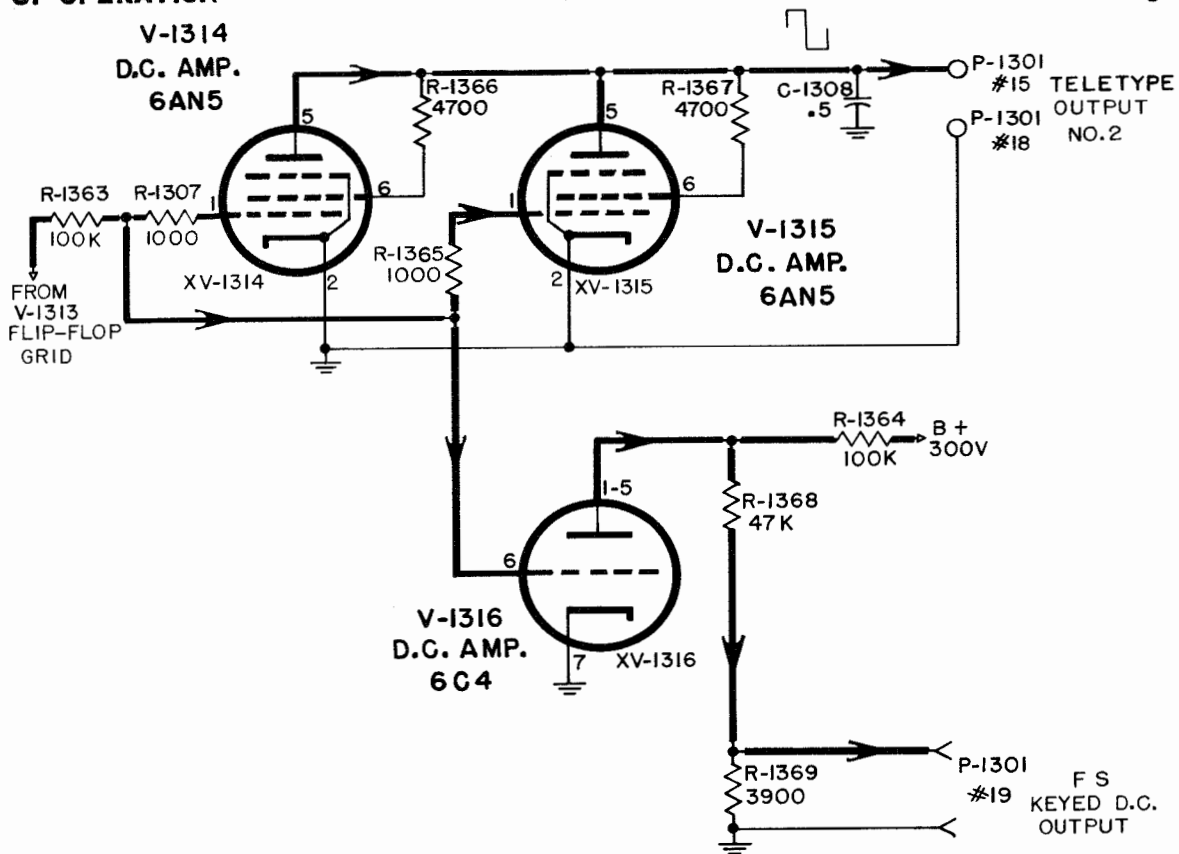 V-1314
D.C. AMP.
6AN5
5
R-1366
4700
6
R-1363
100K
R-1307
1000
1
XV-1314
2
FROM
V-1313
FLIP-FLOP
GRID
R-1365
1000
1
5
R-1367
4700
6
2
XV-1315
V-1315
D.C. AMP.
6AN5
C-1308
.5
P-1301
#15
P-1301
#18
TELETYPE
OUTPUT
NO.2
R-1364
100K
B +
300V
1-5
6
7
XV-1316
V-1316
D.C. AMP.
6C4
R-1368
47K
R-1369
3900
P-1301
#19
F S
KEYED D.C.
OUTPUT